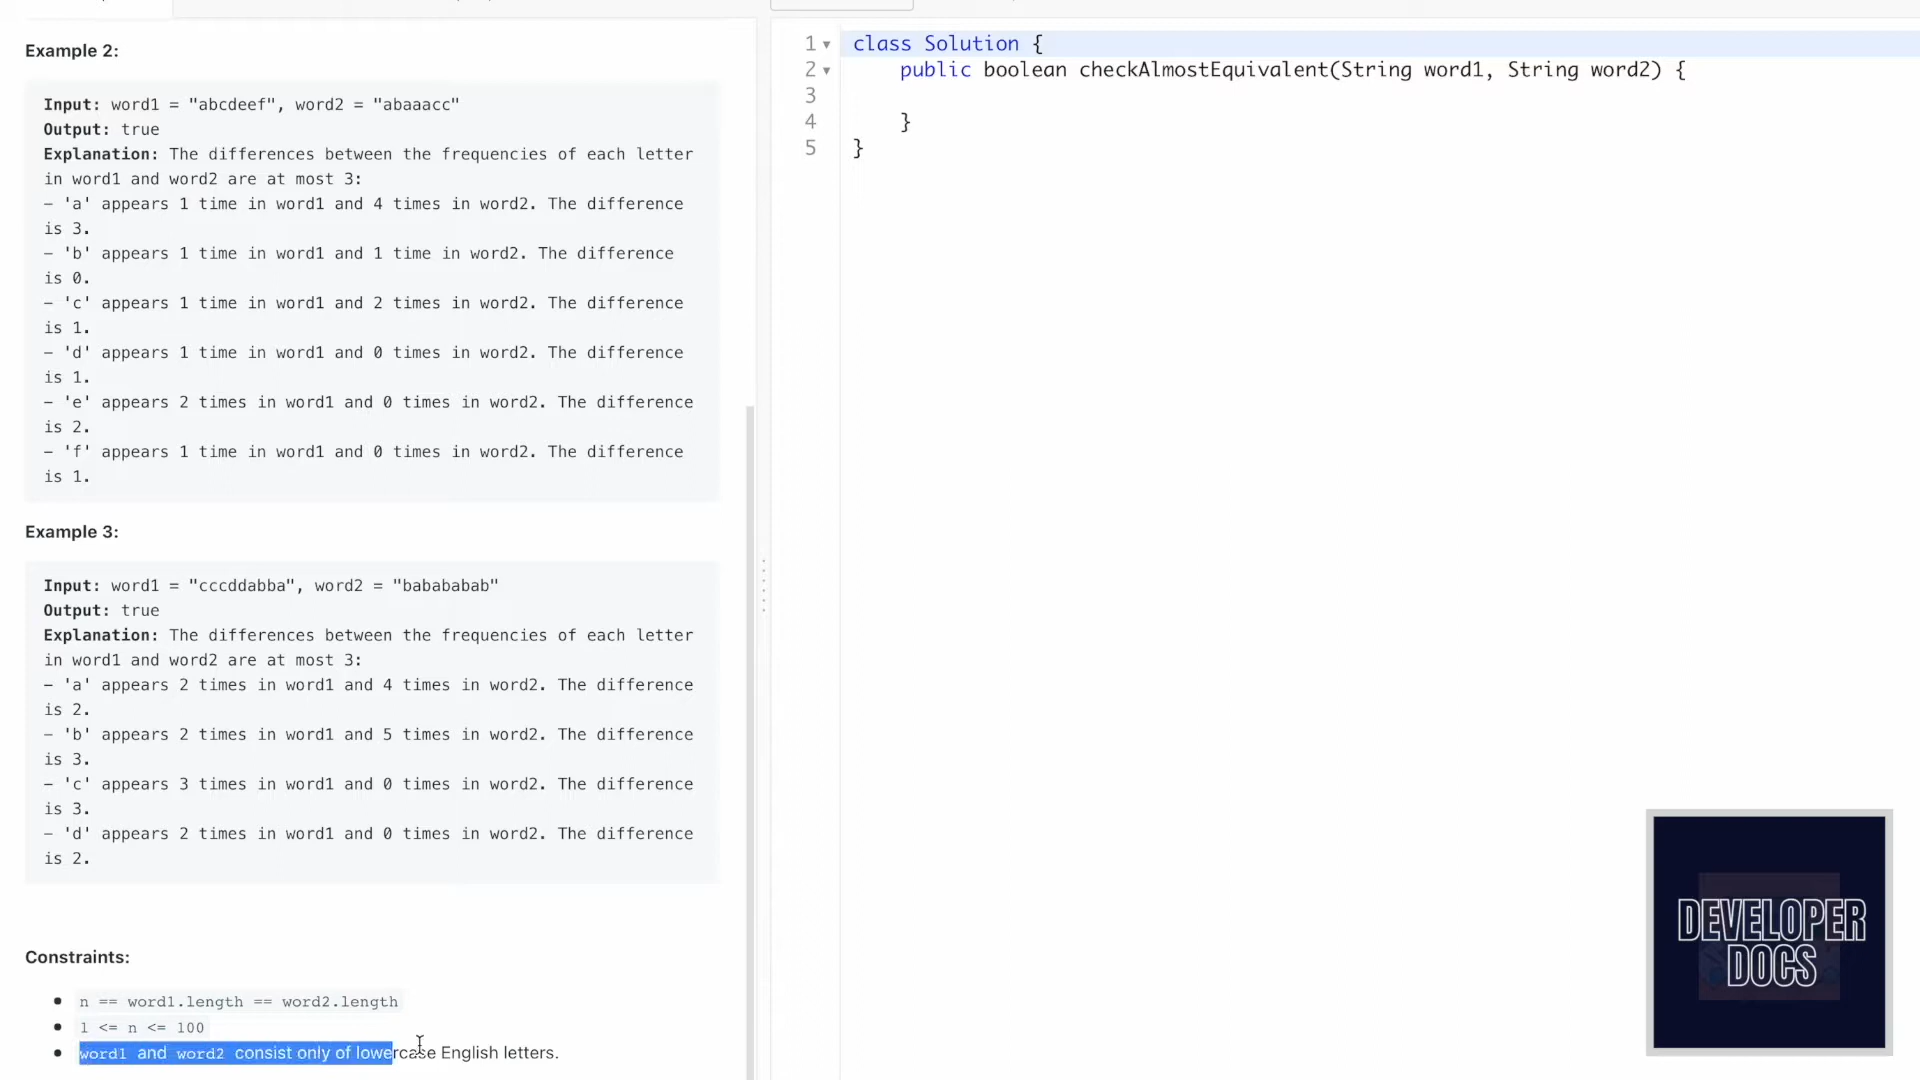 Example 2:
Input: word1 = "abcdeef", word2 = "abaaacc"
Output: true
Explanation: The differences between the frequencies of each letter
in word1 and word2 are at most 3:
- 'a' appears 1 time in word1 and 4 times in word2. The difference
is 3.
- 'b' appears 1 time in word1 and 1 time in word2. The difference
is 0.
- 'c' appears 1 time in word1 and 2 times in word2. The difference
is 1.
- 'd' appears 1 time in word1 and 0 times in word2. The difference
is 1.
- 'e' appears 2 times in word1 and 0 times in word2. The difference
is 2.
- 'f' appears 1 time in word1 and 0 times in word2. The difference
is 1.
Example 3:
Input: word1 = "cccddabba", word2 = "babababab"
Output: true
Explanation: The differences between the frequencies of each letter
in word1 and word2 are at most 3:
- 'a' appears 2 times in word1 and 4 times in word2. The difference
is 2.
- 'b' appears 2 times in word1 and 5 times in word2. The difference
is 3.
- 'c' appears 3 times in word1 and 0 times in word2. The difference
is 3.
- 'd' appears 2 times in word1 and 0 times in word2. The difference
is 2.
Constraints:
• n == word1.length == word2.length
• 1 <= n <= 100
• word1 and word2 consist only of lowercase English letters.
1 class Solution {
2 public boolean checkAlmostEquivalent(String word1, String word2) {
3
4 }
5 }
DEVELOPER
DOCS